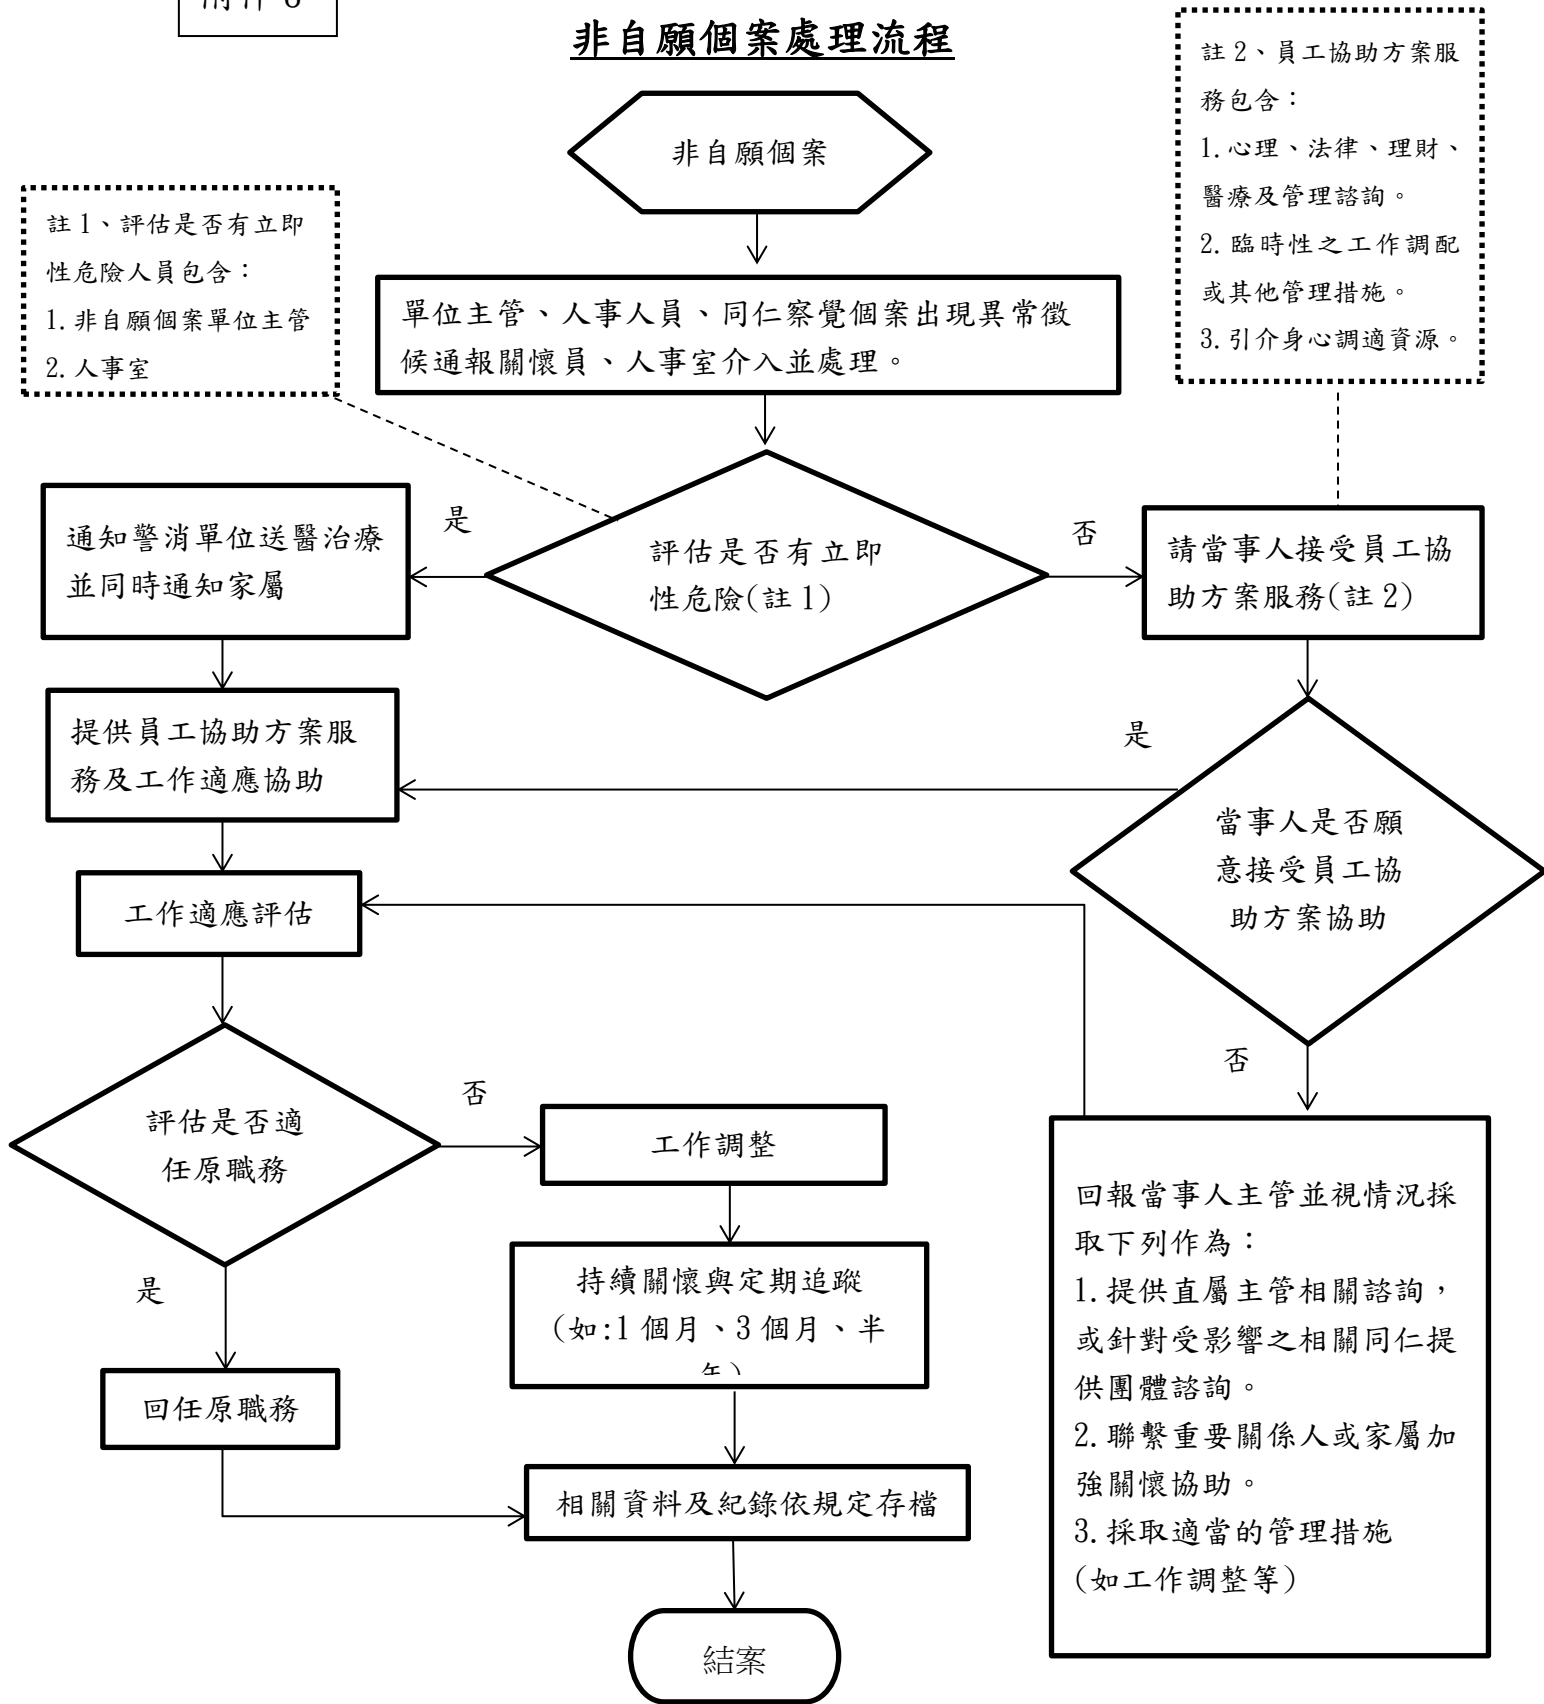 非自願個案處理流程
註 2、員工協助方案服
務包含：
1.心理、法律、理財、
醫療及管理諮詢。
2.臨時性之工作調配
或其他管理措施。
3.引介身心調適資源。
非自願個案
註 1、評估是否有立即
性危險人員包含：
1.非自願個案單位主管
2.人事室
單位主管、人事人員、同仁察覺個案出現異常徵
候通報關懷員、人事室介入並處理。
通知警消單位送醫治療
並同時通知家屬
是
評估是否有立即
性危險(註 1)
否
請當事人接受員工協
助方案服務(註 2)
提供員工協助方案服
務及工作適應協助
是
當事人是否願
意接受員工協
助方案協助
工作適應評估
否
評估是否適
任原職務
否
工作調整
是
持續關懷與定期追蹤
(如:1 個月、3 個月、半
回任原職務
回報當事人主管並視情況採
取下列作為：
1.提供直屬主管相關諮詢，
或針對受影響之相關同仁提
供團體諮詢。
2.聯繫重要關係人或家屬加
強關懷協助。
3.採取適當的管理措施
(如工作調整等)
相關資料及紀錄依規定存檔
結案